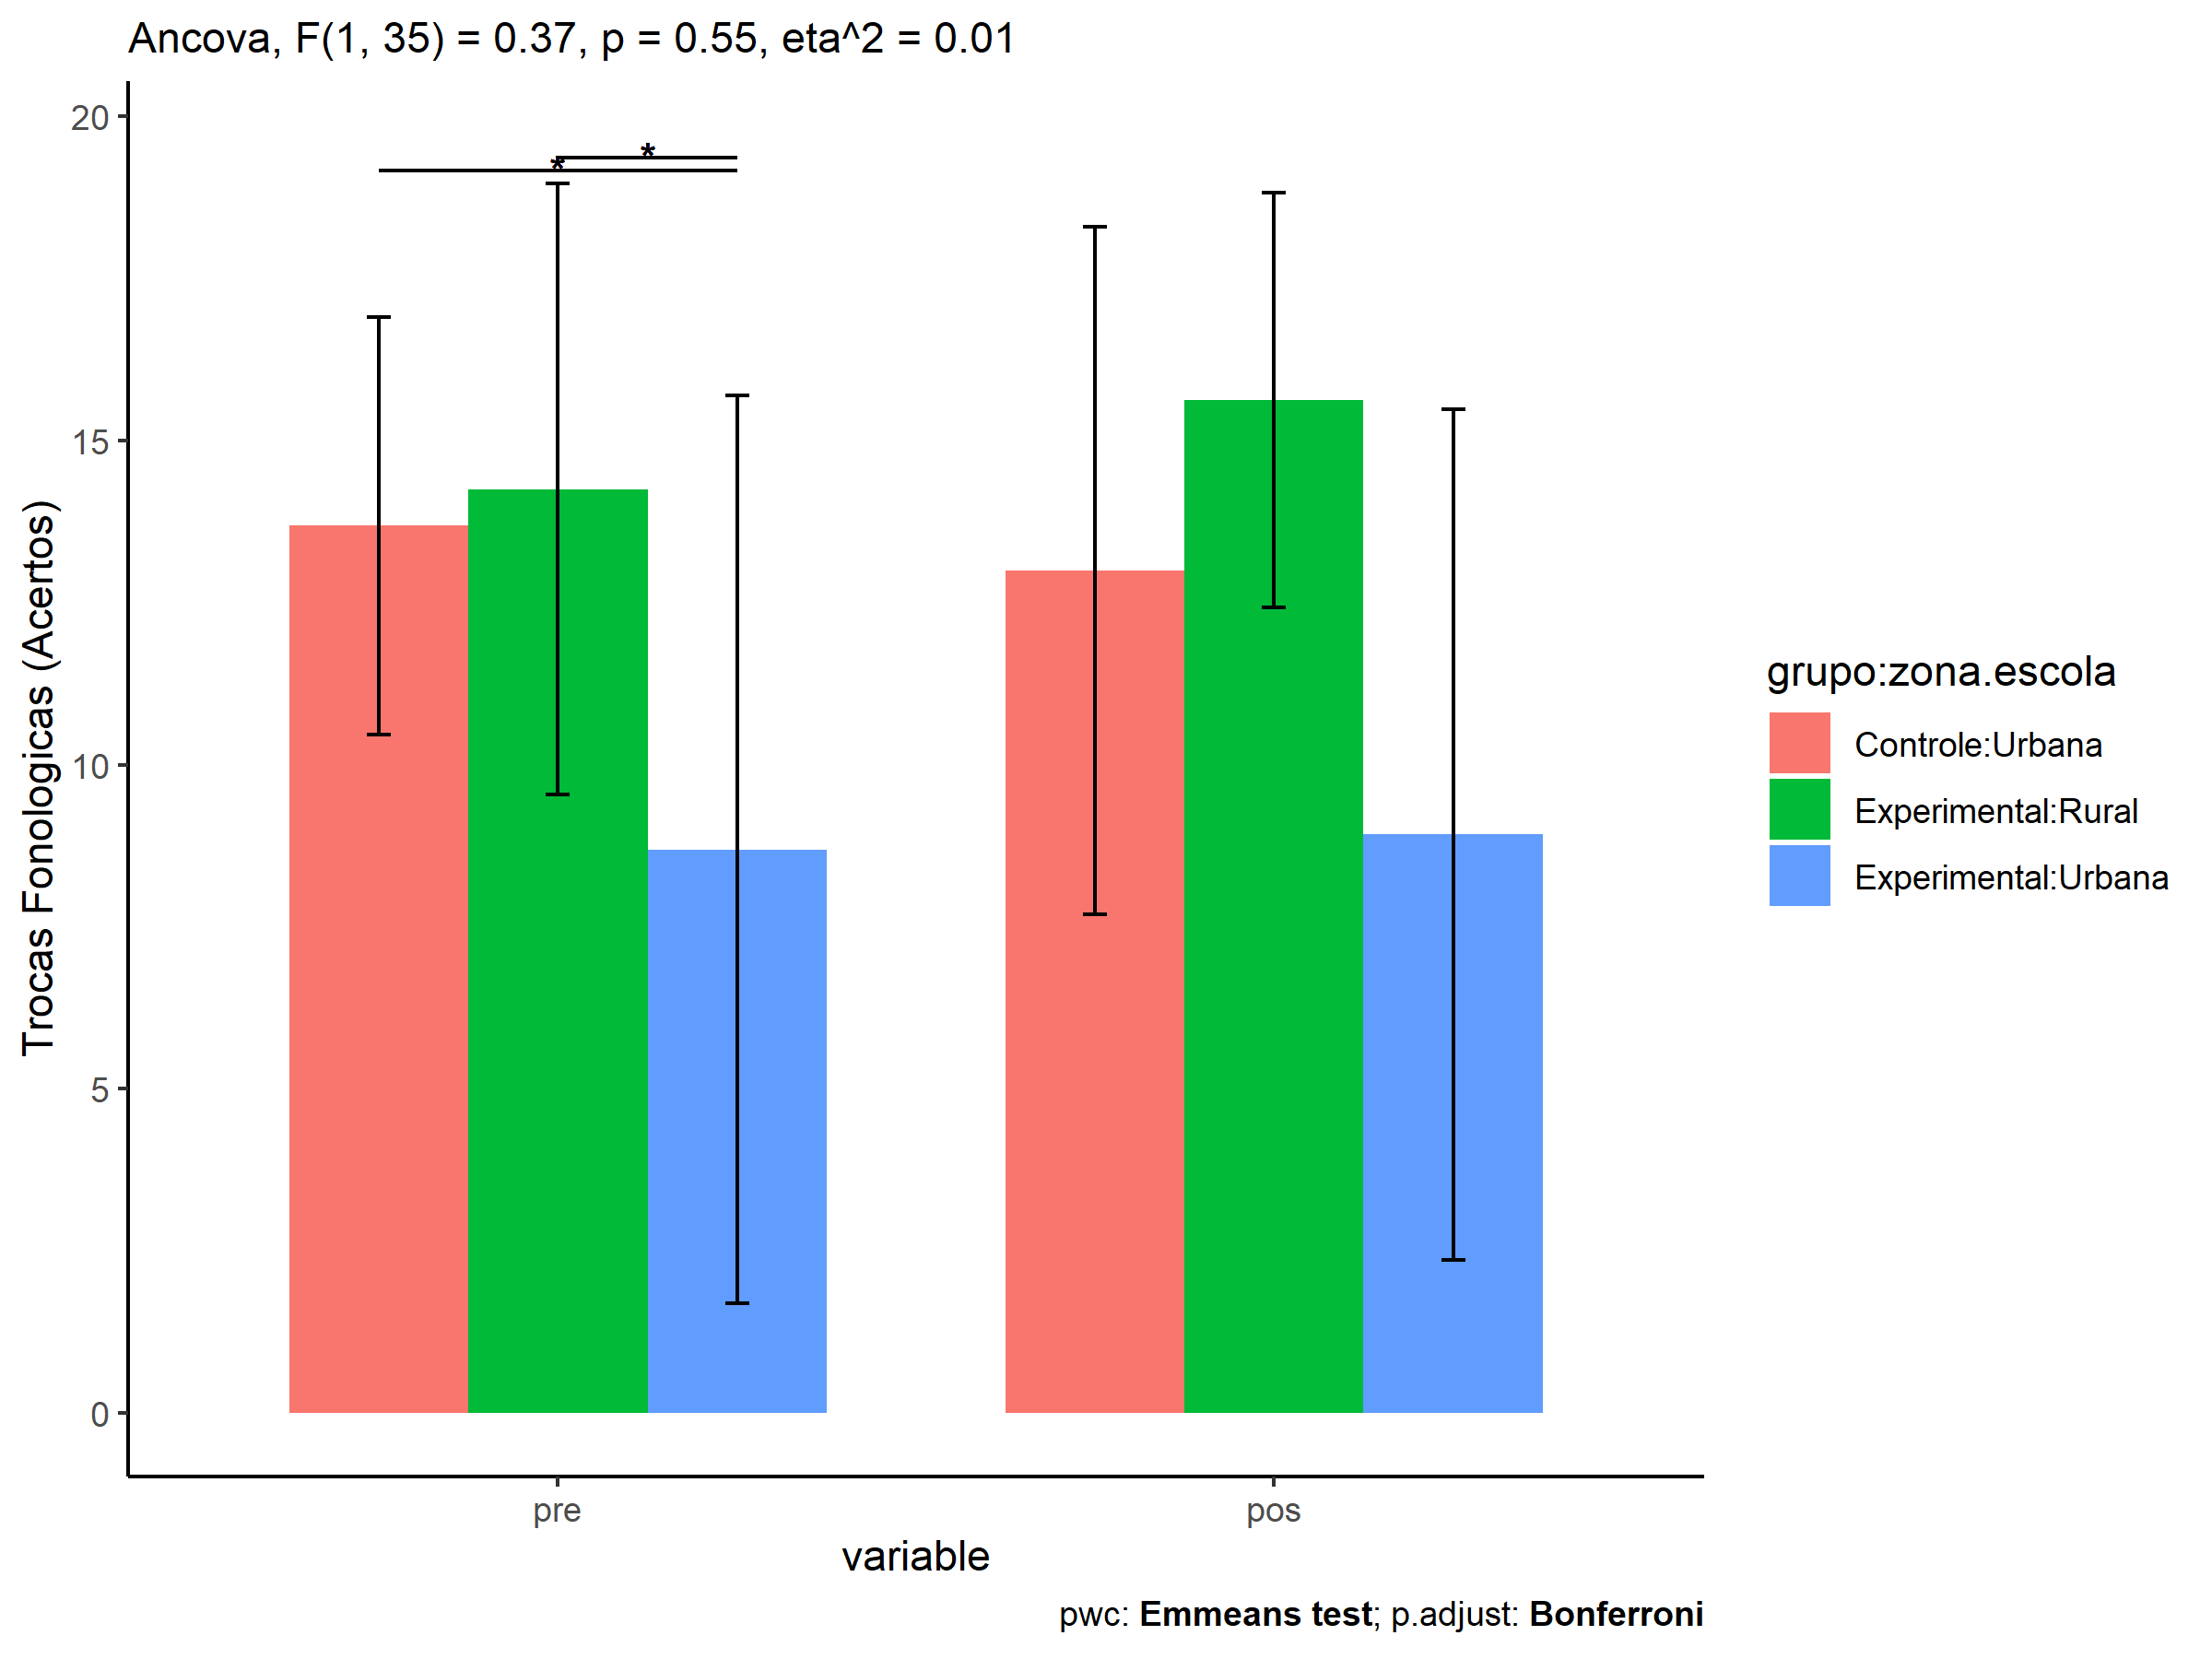 Ancova, F(1, 35) = 0.37, p = 0.55, eta^2 = 0.01
Trocas Fonologicas (Acertos)
20
15
10
5
0
*
*
pre
pos
variable
grupo:zona.escola
Controle:Urbana
Experimental:Rural
Experimental:Urbana
pwc: Emmeans test; p.adjust: Bonferroni